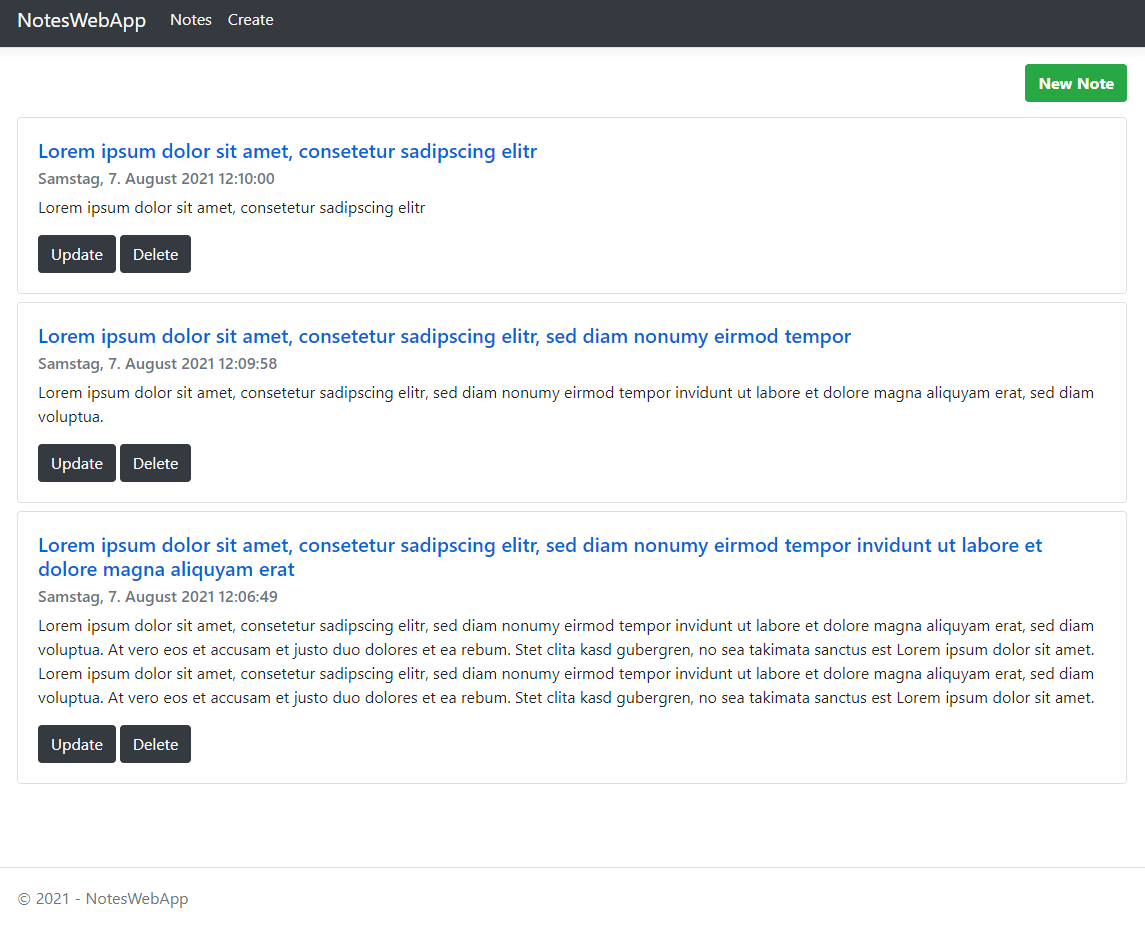 NotesWebApp Notes Create
New Note
Lorem ipsum dolor sit amet, consetetur sadipscing elitr
Samstag, 7. August 2021 12:10:00
Lorem ipsum dolor sit amet, consetetur sadipscing elitr
Update Delete
Lorem ipsum dolor sit amet, consetetur sadipscing elitr, sed diam nonumy eirmod tempor
Samstag, 7. August 2021 12:09:58
Lorem ipsum dolor sit amet, consetetur sadipscing elitr, sed diam nonumy eirmod tempor invidunt ut labore et dolore magna aliquyam erat, sed diam
voluptua.
Update Delete
Lorem ipsum dolor sit amet, consetetur sadipscing elitr, sed diam nonumy eirmod tempor invidunt ut labore et
dolore magna aliquyam erat
Samstag, 7. August 2021 12:06:49
Lorem ipsum dolor sit amet, consetetur sadipscing elitr, sed diam nonumy eirmod tempor invidunt ut labore et dolore magna aliquyam erat, sed diam
voluptua. At vero eos et accusam et justo duo dolores et ea rebum. Stet clita kasd gubergren, no sea takimata sanctus est Lorem ipsum dolor sit amet.
Lorem ipsum dolor sit amet, consetetur sadipscing elitr, sed diam nonumy eirmod tempor invidunt ut labore et dolore magna aliquyam erat, sed diam
voluptua. At vero eos et accusam et justo duo dolores et ea rebum. Stet clita kasd gubergren, no sea takimata sanctus est Lorem ipsum dolor sit amet.
Update Delete
© 2021 - NotesWebApp